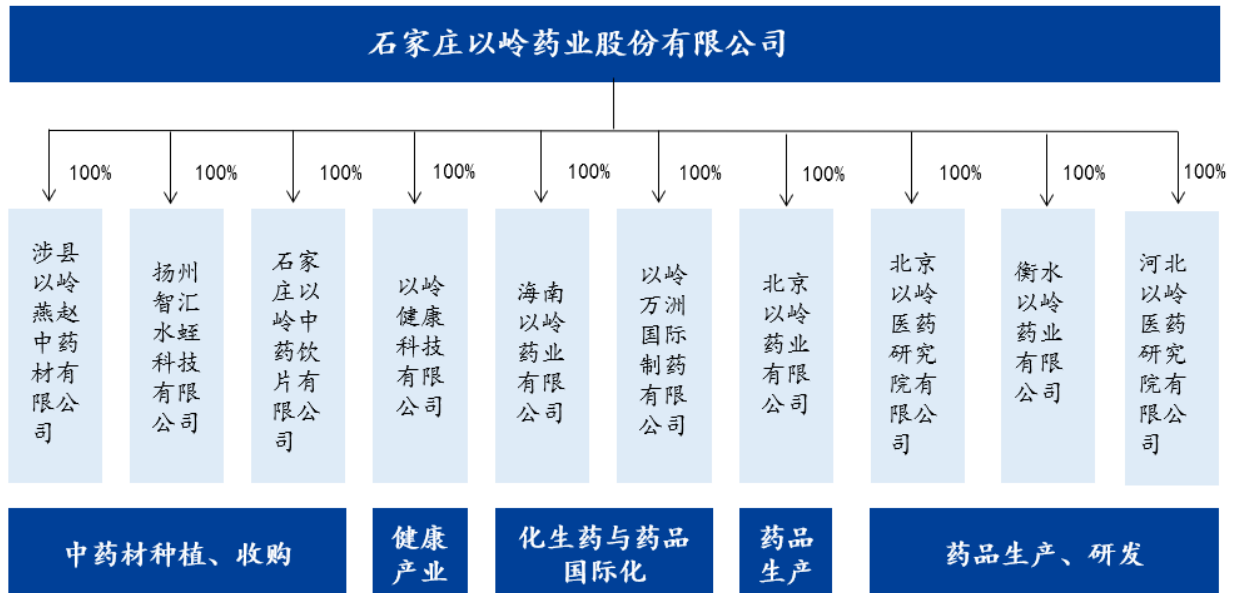 石家庄以岭药业股份有限公司
100%
100%
100%
100%
100%
100%
100%
100%
100%
100%
涉县
以岭
燕赵
中药
材有
限公
司
扬州
智汇
水蛭
科技
有限
公司
石家
庄以
岭中
药饮
片有
限公
司
以岭
健康
科技
有限
公司
海南
以岭
药业
有限
公司
以岭
万洲
国际
制药
有限
公司
北京
以岭
药业
有限
公司
北京
以岭
医药
研究
院有
限公
司
衡水
以岭
药业
有限
公司
河北
以岭
医药
研究
院有
限公
司
中药材种植、收购
健康
产业
化生药与药品
国际化
药品
生产
药品生产、研发